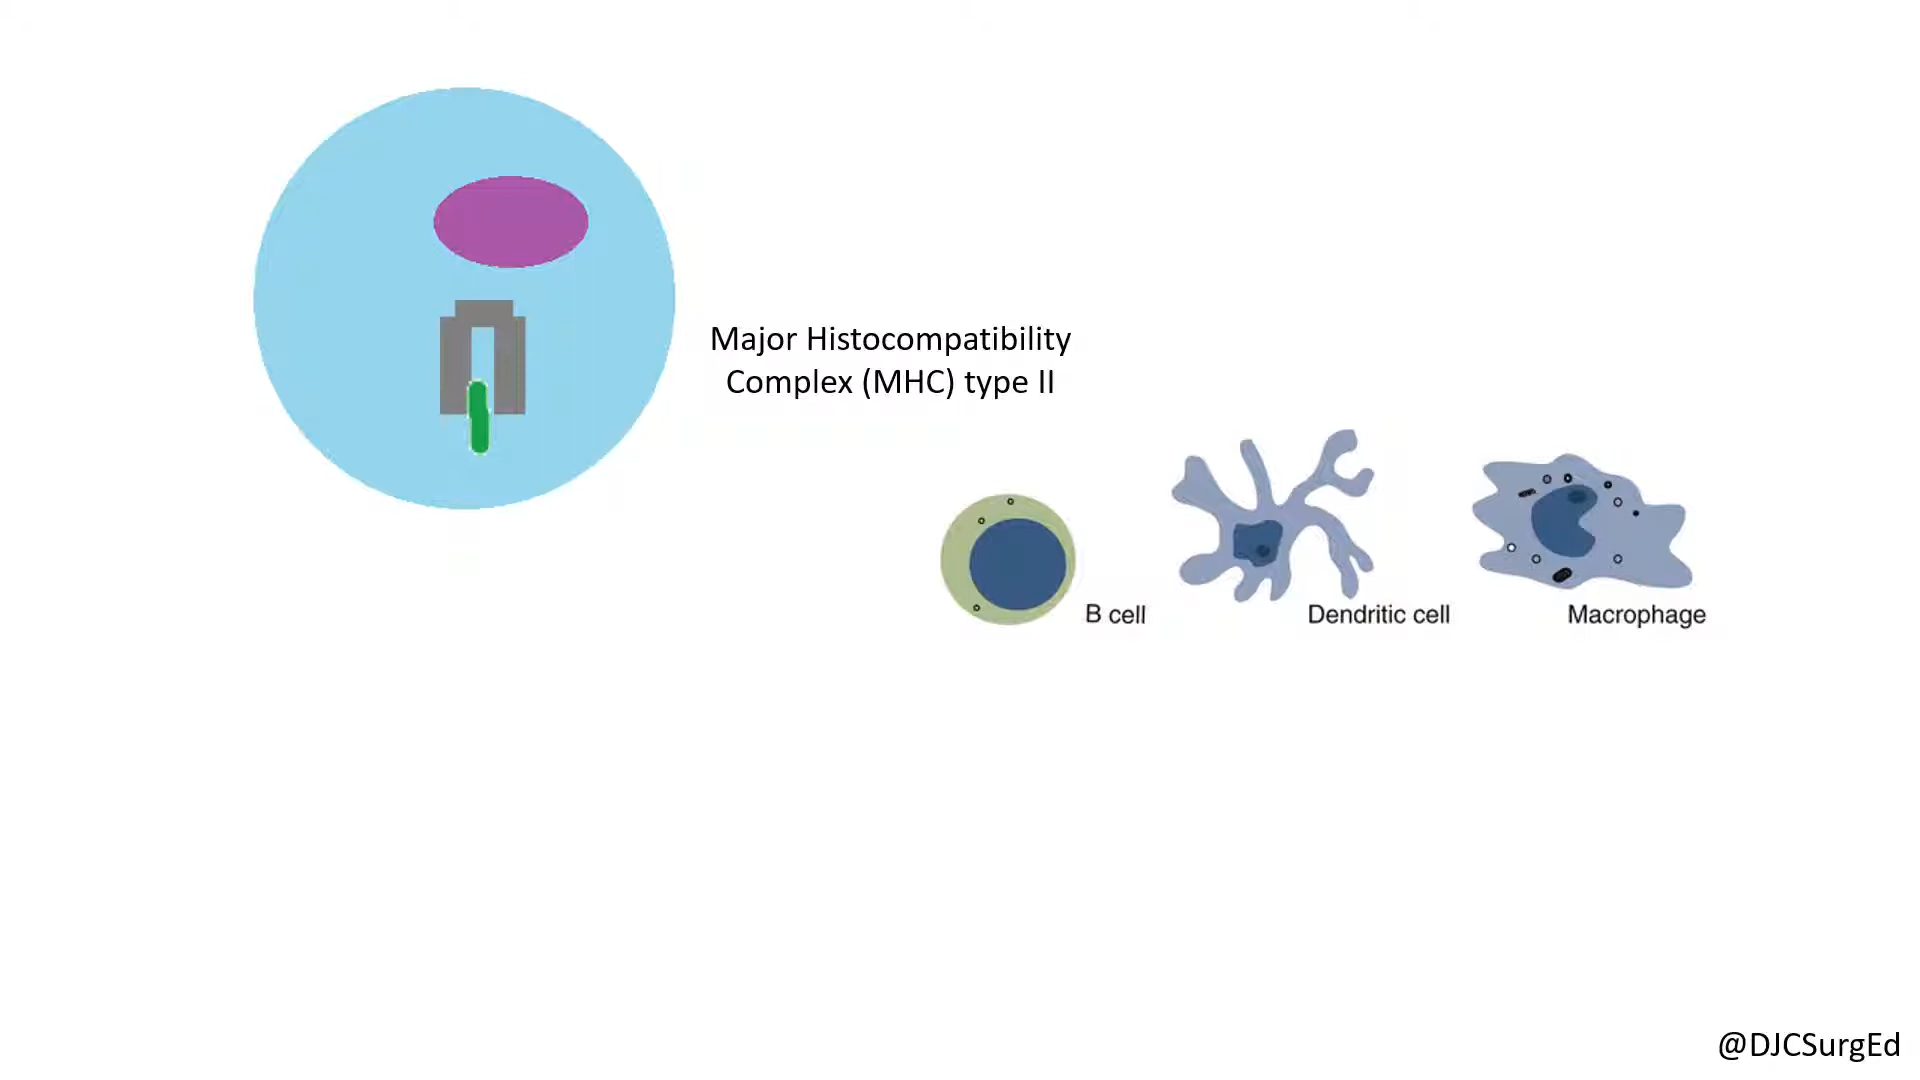 Major Histocompatibility
Complex (MHC) type II
B cell
Dendritic cell
Macrophage
@DJCSurgEd